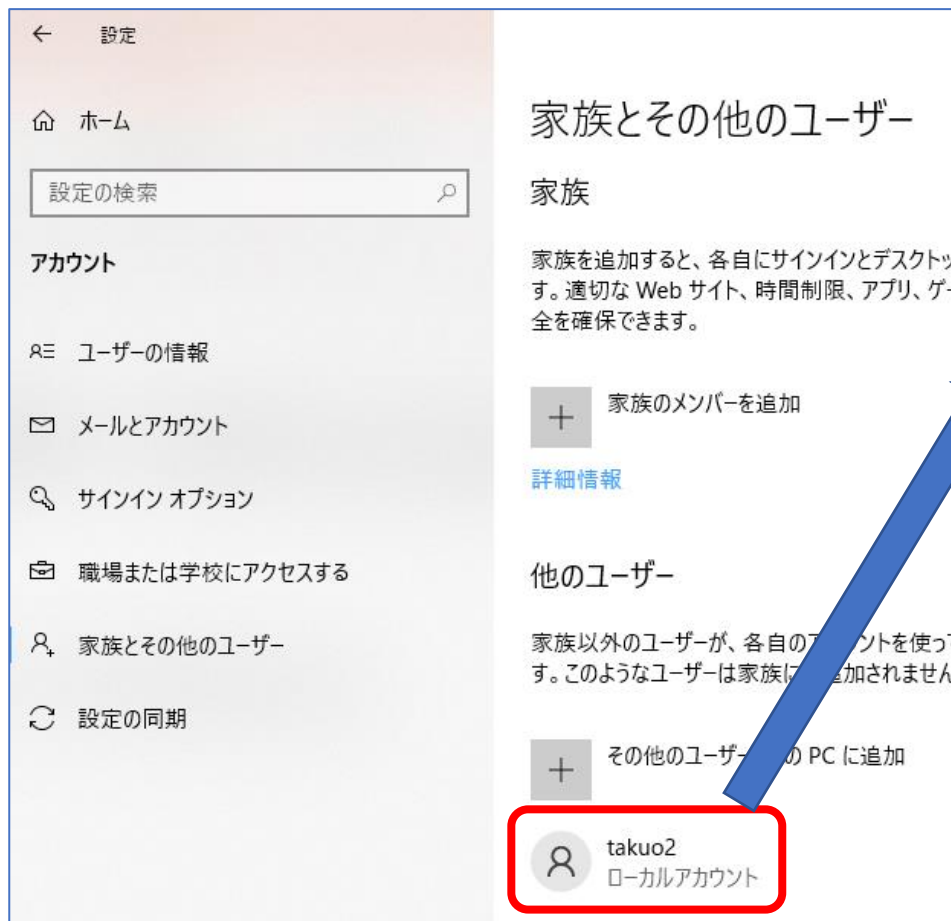 設定
ホーム
設定の検索
アカウント
ユーザーの情報
メールとアカウント
サインイン オプション
職場または学校にアクセスする
家族とその他のユーザー
設定の同期
家族とその他のユーザー
家族
家族を追加すると、各自にサインインとデスクトッ
す。適切な Web サイト、時間制限、アプリ、ゲー
全を確保できます。
家族のメンバーを追加
詳細情報
他のユーザー
家族以外のユーザーが、各自の ントを使っ
す。このようなユーザーは家族に 加されません
その他のユーザー の PC に追加
takuo2
ローカルアカウント